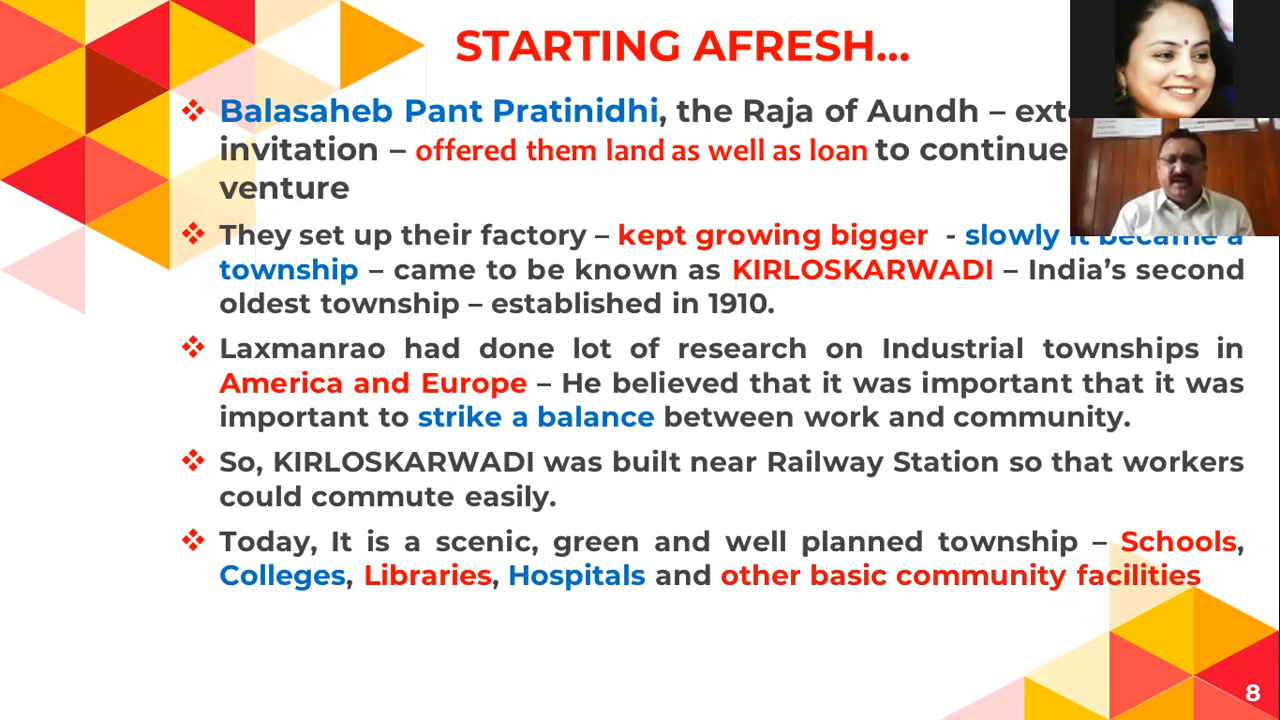 STARTING AFRESH...
❖ Balasaheb Pant Pratinidhi, the Raja of Aundh –
invitation – offered them land as well as loan to continue
venture
❖ They set up their factory – kept growing bigger - slowly it became a
township – came to be known as KIRLOSKARWADI – India's second
oldest township – established in 1910.
❖ Laxmanrao had done lot of research on Industrial townships in
America and Europe – He believed that it was important that it was
important to strike a balance between work and community.
❖ So, KIRLOSKARWADI was built near Railway Station so that workers
could commute easily.
❖ Today, It is a scenic, green and well planned township – Schools,
Colleges, Libraries, Hospitals and other basic community facilities
8